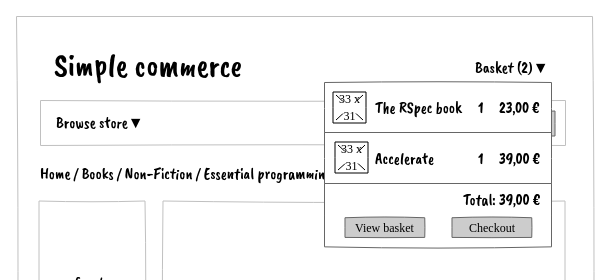 Simple commerce
Basket (2) ▼
Browse store ▼
33 x
31
The RSpec book 1 23,00 €
33 x
31
Accelerate 1 39,00 €
Home / Books / Non-Fiction / Essential
Total: 39,00 €
View basket
Checkout